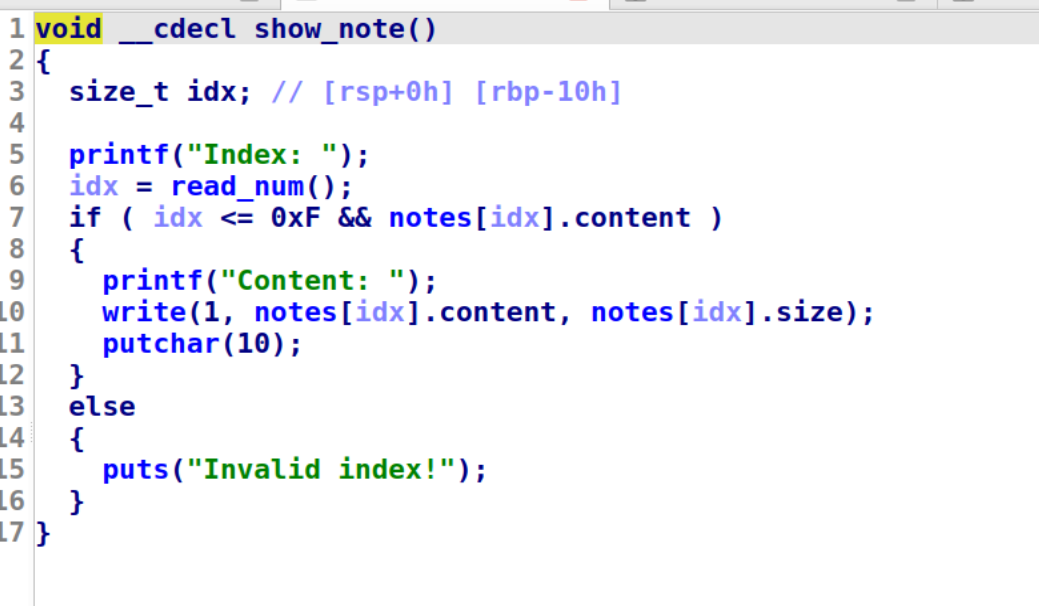 1 void __cdecl show_note()
2 {
3   size_t idx; // [rsp+0h] [rbp-10h]
4
5   printf("Index: ");
6   idx = read_num();
7   if ( idx <= 0xF && notes[idx].content )
8   {
9     printf("Content: ");
10     write(1, notes[idx].content, notes[idx].size);
11     putchar(10);
12   }
13   else
14   {
15     puts("Invalid index!");
16   }
17 }